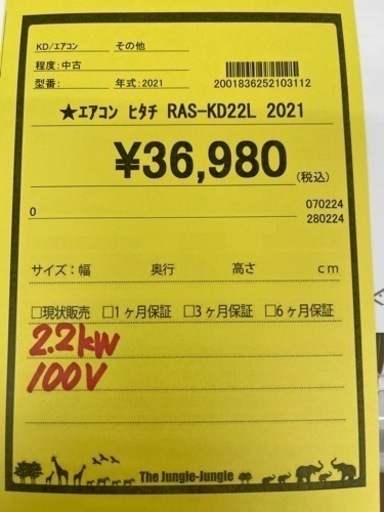 KD/エアコン その他
程度:中古
型番: 年式:2021
2001836252103112
★エアコン ヒタチ RAS-KD22L 2021
¥36,980(税込)
0 070224
280224
サイズ:幅 奥行 高さ cm
□現状販売 □1ヶ月保証 □3ヶ月保証 □6ヶ月保証
2.2kW
100V
The Jungle-Jungle